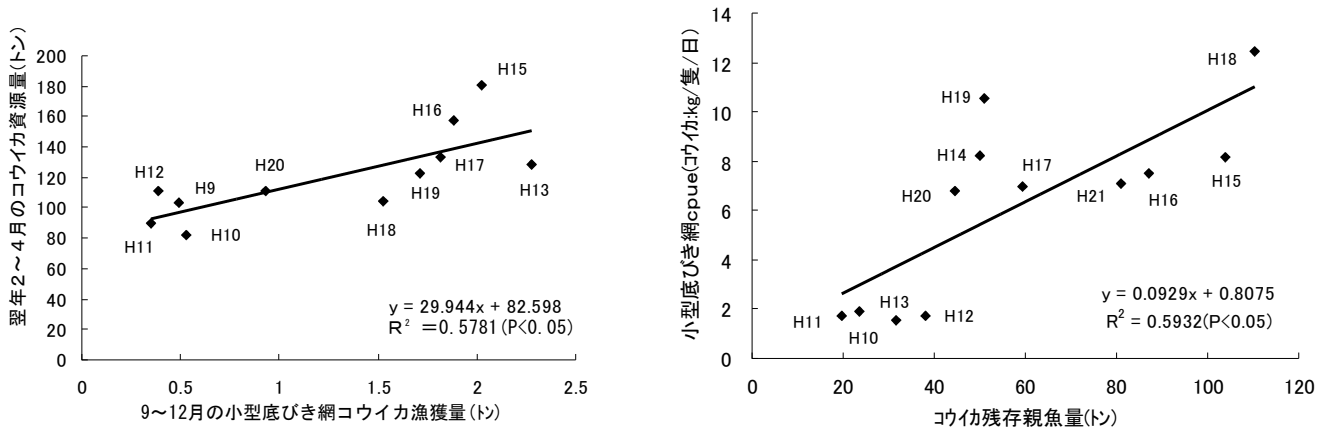 翌年2～4月のコウイカ資源量(トン)
200
180
160
140
120
100
80
60
40
20
0
H15
H16
H12
H9
H20
H17
H19
H13
H11
H10
H18
y = 29.944x + 82.598
R² =0.5781(P<0.05)
0 0.5 1 1.5 2 2.5
9～12月の小型底びき網コウイカ漁獲量(トン)
小型底びき網cpue(コウイカ:kg/隻/日)
14
12
10
8
6
4
2
0
H18
H19
H14
H17
H20
H21
H16
H15
H13
H11
H10
H12
y = 0.0929x + 0.8075
R² = 0.5932(P<0.05)
0 20 40 60 80 100 120
コウイカ残存親魚量(トン)